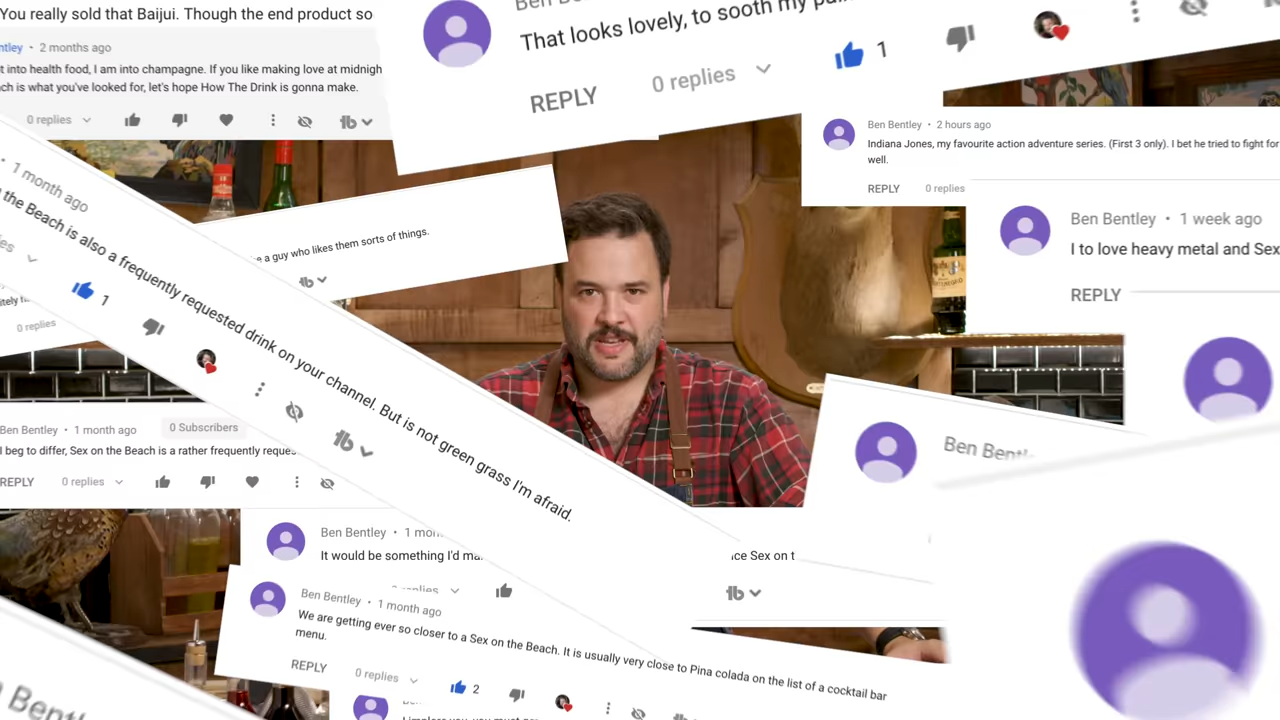 You really sold that Baijui. Though the end product so
ntley • 2 months ago
t into health food, I am into champagne. If you like making love at midnigh
ch is what you've looked for, let's hope How The Drink is gonna make.
0 replies
Ben
That looks lovely, to sooth my
REPLY
0 replies
1
Ben Bentley • 2 hours ago
Indiana Jones, my favourite action adventure series. (First 3 only). I bet he tried to fight for
well.
REPLY
0 replies
• 1 month ago
the Beach is also a frequently requested drink on your channel. But is not green grass I'm afraid.
1
a guy who likes them sorts of things.
Ben Bentley • 1 week ago
I to love heavy metal and Sex
REPLY
0 replies
Ben Bentley • 1 month ago
0 Subscribers
I beg to differ, Sex on the Beach is a rather frequently reques
REPLY
0 replies
Ben Bentl
Ben Bentley • 1 mon
It would be something I'd ma
ice Sex on t
Ben Bentley • 1 month ago
We are getting ever so closer to a Sex on the Beach. It is usually very close to Pina colada on the list of a cocktail bar
menu.
REPLY
0 replies
2
Bentl